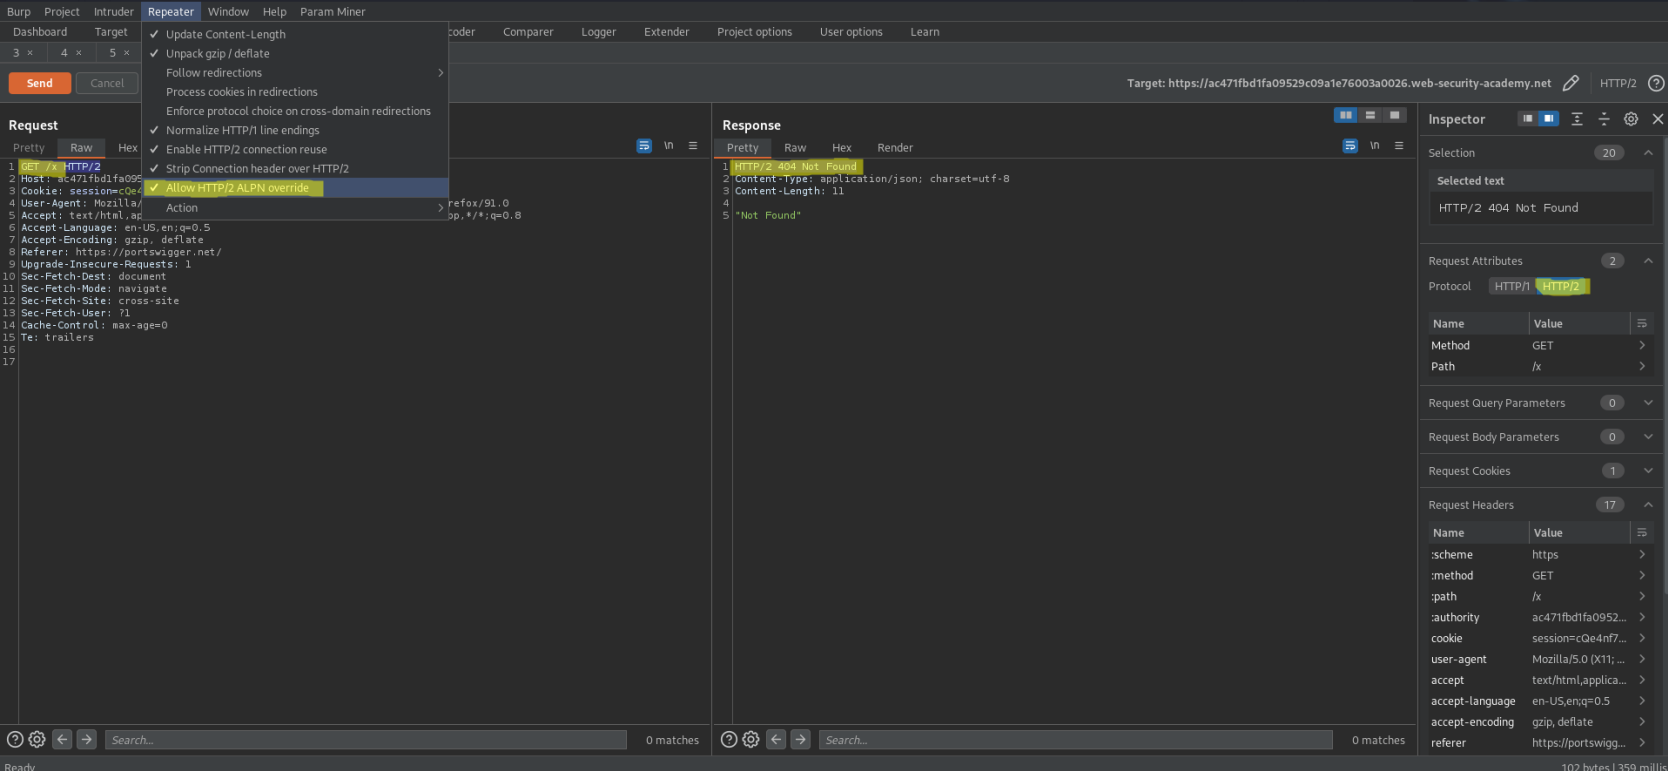 Burp Project Intruder Repeater Window Help Param Miner
Dashboard Target coder Comparer Logger Extender Project options User options Learn
3 × 4 × 5 ×
Update Content-Length
Unpack gzip / deflate
Follow redirections
Process cookies in redirections
Enforce protocol choice on cross-domain redirections
Normalize HTTP/1 line endings
Enable HTTP/2 connection reuse
Strip Connection header over HTTP/2
Allow HTTP/2 ALPN override
Action
Send Cancel
Target: https://ac471fbd1fa09529c09a1e76003a0026.web-security-academy.net HTTP/2
Request
Pretty Raw Hex \n
1 GET /x HTTP/2
2 Host: ac471fbd1fa095
3 Cookie: session=cQe4
4 User-Agent: Mozilla/ refox/91.0
5 Accept: text/html,ap op,*/*;q=0.8
6 Accept-Language: en-US,en;q=0.5
7 Accept-Encoding: gzip, deflate
8 Referer: https://portswigger.net/
9 Upgrade-Insecure-Requests: 1
10 Sec-Fetch-Dest: document
11 Sec-Fetch-Mode: navigate
12 Sec-Fetch-Site: cross-site
13 Sec-Fetch-User: ?1
14 Cache-Control: max-age=0
15 Te: trailers
16
17
Search... 0 matches
Response
Pretty Raw Hex Render \n
1 HTTP/2 404 Not Found
2 Content-Type: application/json; charset=utf-8
3 Content-Length: 11
4
5 "Not Found"
Search... 0 matches
Inspector
Selection 20
Selected text
HTTP/2 404 Not Found
Request Attributes 2
Protocol HTTP/1 HTTP/2
Name Value
Method GET
Path /x
Request Query Parameters 0
Request Body Parameters 0
Request Cookies 1
Request Headers 17
Name Value
:scheme https
:method GET
:path /x
:authority ac471fbd1fa0952...
cookie session=cQe4nf7...
user-agent Mozilla/5.0 (X11; ...
accept text/html,applica...
accept-language en-US,en;q=0.5
accept-encoding gzip, deflate
referer https://portswigg...
Ready
102 bytes | 359 millis